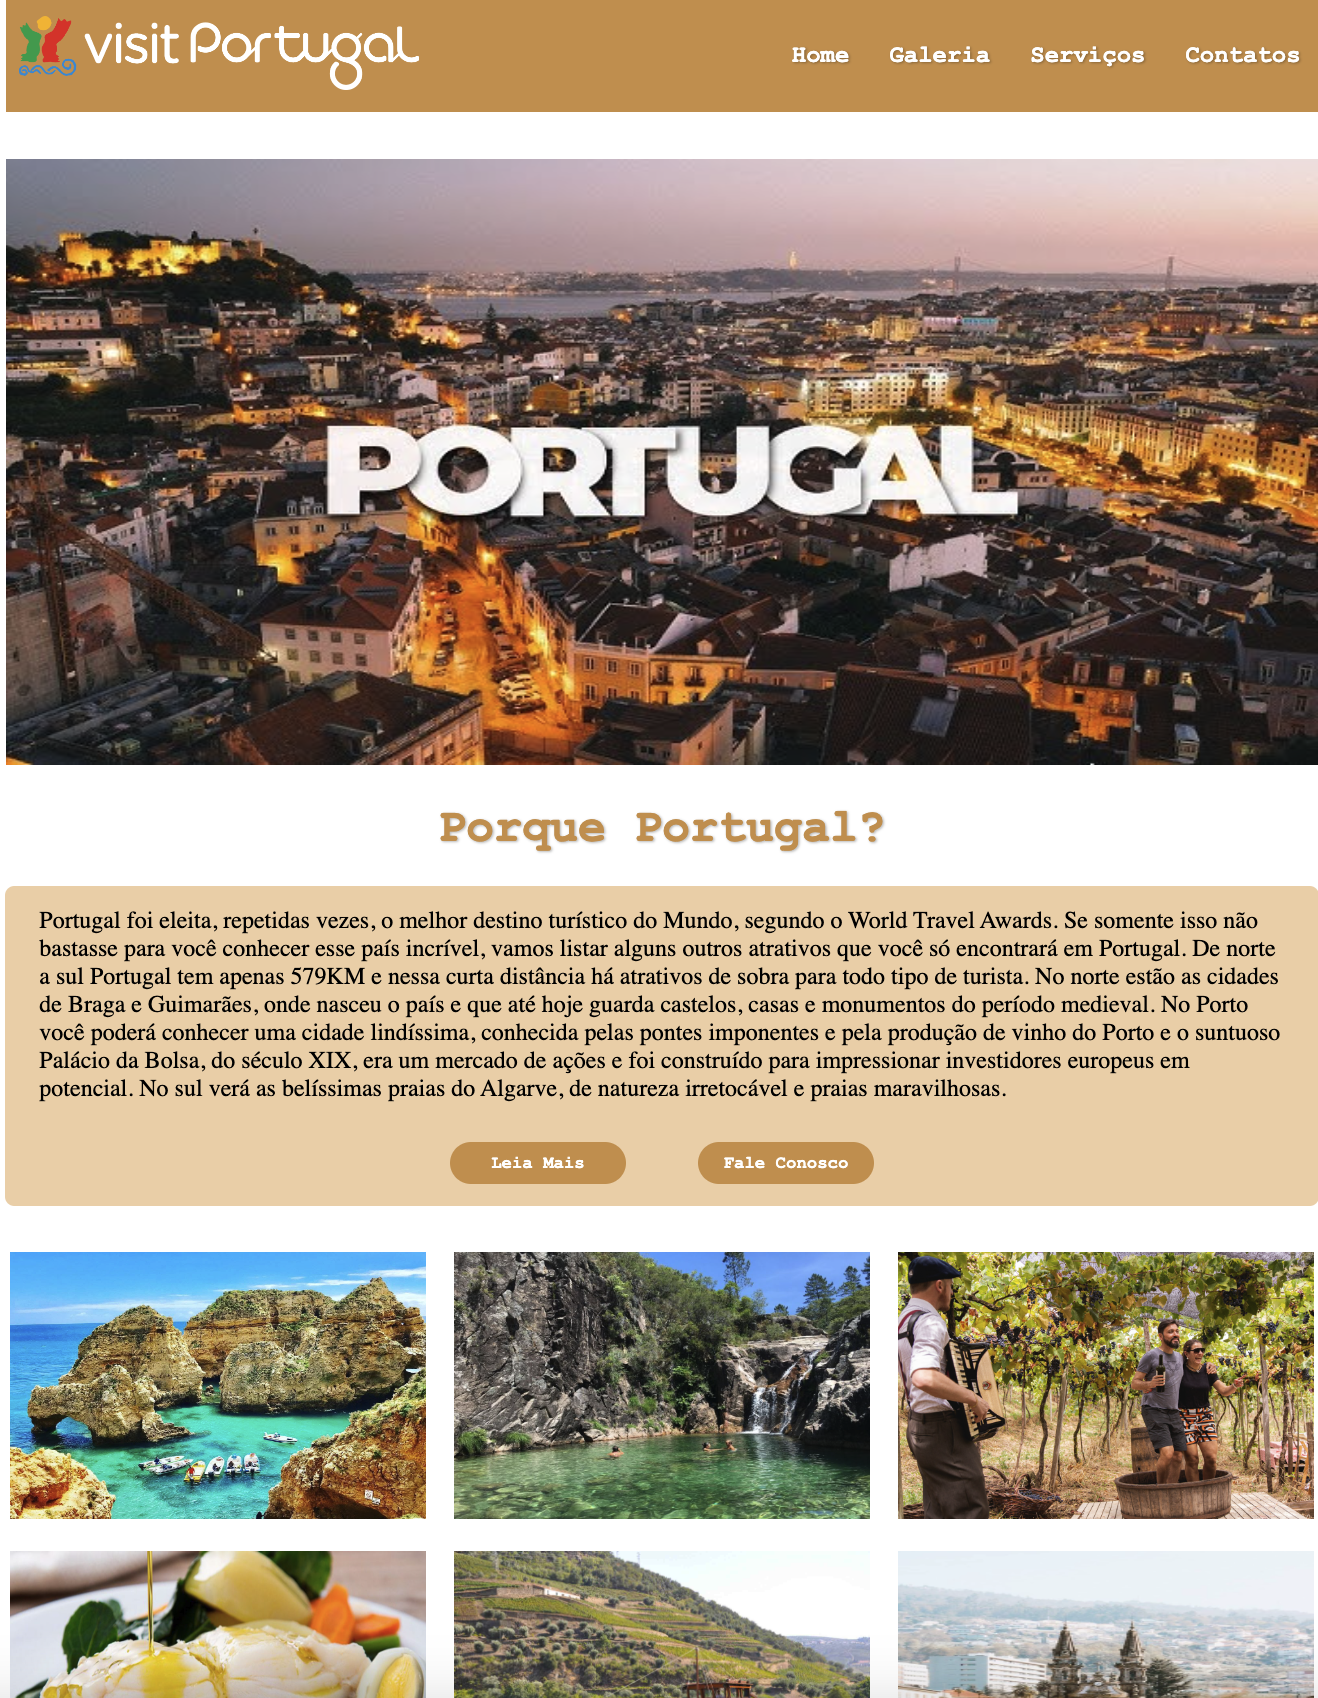 visit Portugal
Home Galeria Serviços Contatos
PORTUGAL
Porque Portugal?
Portugal foi eleita, repetidas vezes, o melhor destino turístico do Mundo, segundo o World Travel Awards. Se somente isso não
bastasse para você conhecer esse país incrível, vamos listar alguns outros atrativos que você só encontrará em Portugal. De norte
a sul Portugal tem apenas 579KM e nessa curta distância há atrativos de sobra para todo tipo de turista. No norte estão as cidades
de Braga e Guimarães, onde nasceu o país e que até hoje guarda castelos, casas e monumentos do período medieval. No Porto
você poderá conhecer uma cidade lindíssima, conhecida pelas pontes imponentes e pela produção de vinho do Porto e o suntuoso
Palácio da Bolsa, do século XIX, era um mercado de ações e foi construído para impressionar investidores europeus em
potencial. No sul verá as belíssimas praias do Algarve, de natureza irretocável e praias maravilhosas.
Leia Mais Fale Conosco